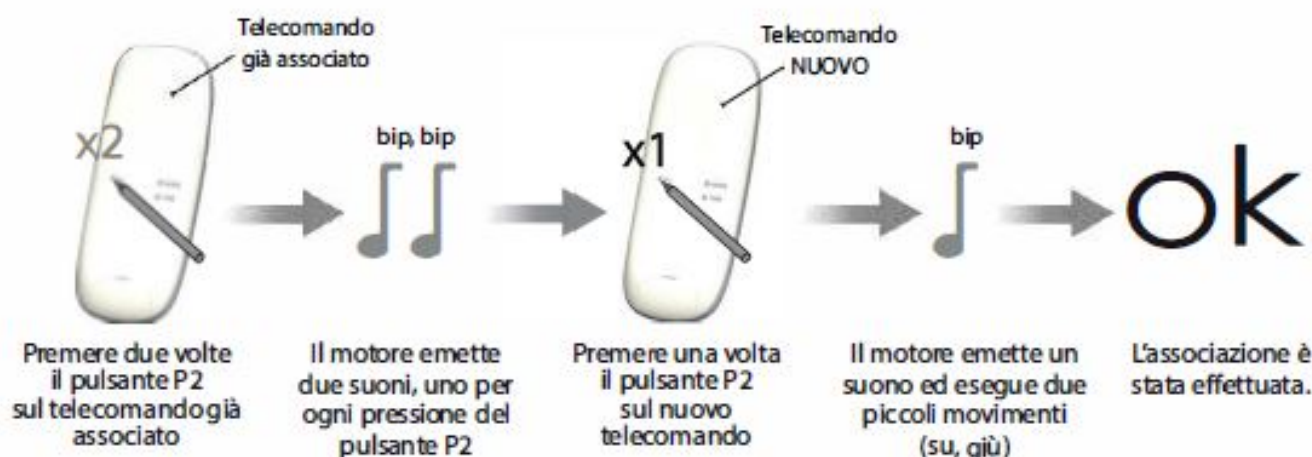 Telecomando
già associato
Telecomando
NUOVO
x2
bip, bip
x1
bip
ok
Premere due volte
il pulsante P2
sul telecomando già
associato
Il motore emette
due suoni, uno per
ogni pressione del
pulsante P2
Premere una volta
il pulsante P2
sul nuovo
telecomando
Il motore emette un
suono ed esegue due
piccoli movimenti
(su, giù)
L'associazione è
stata effettuata.